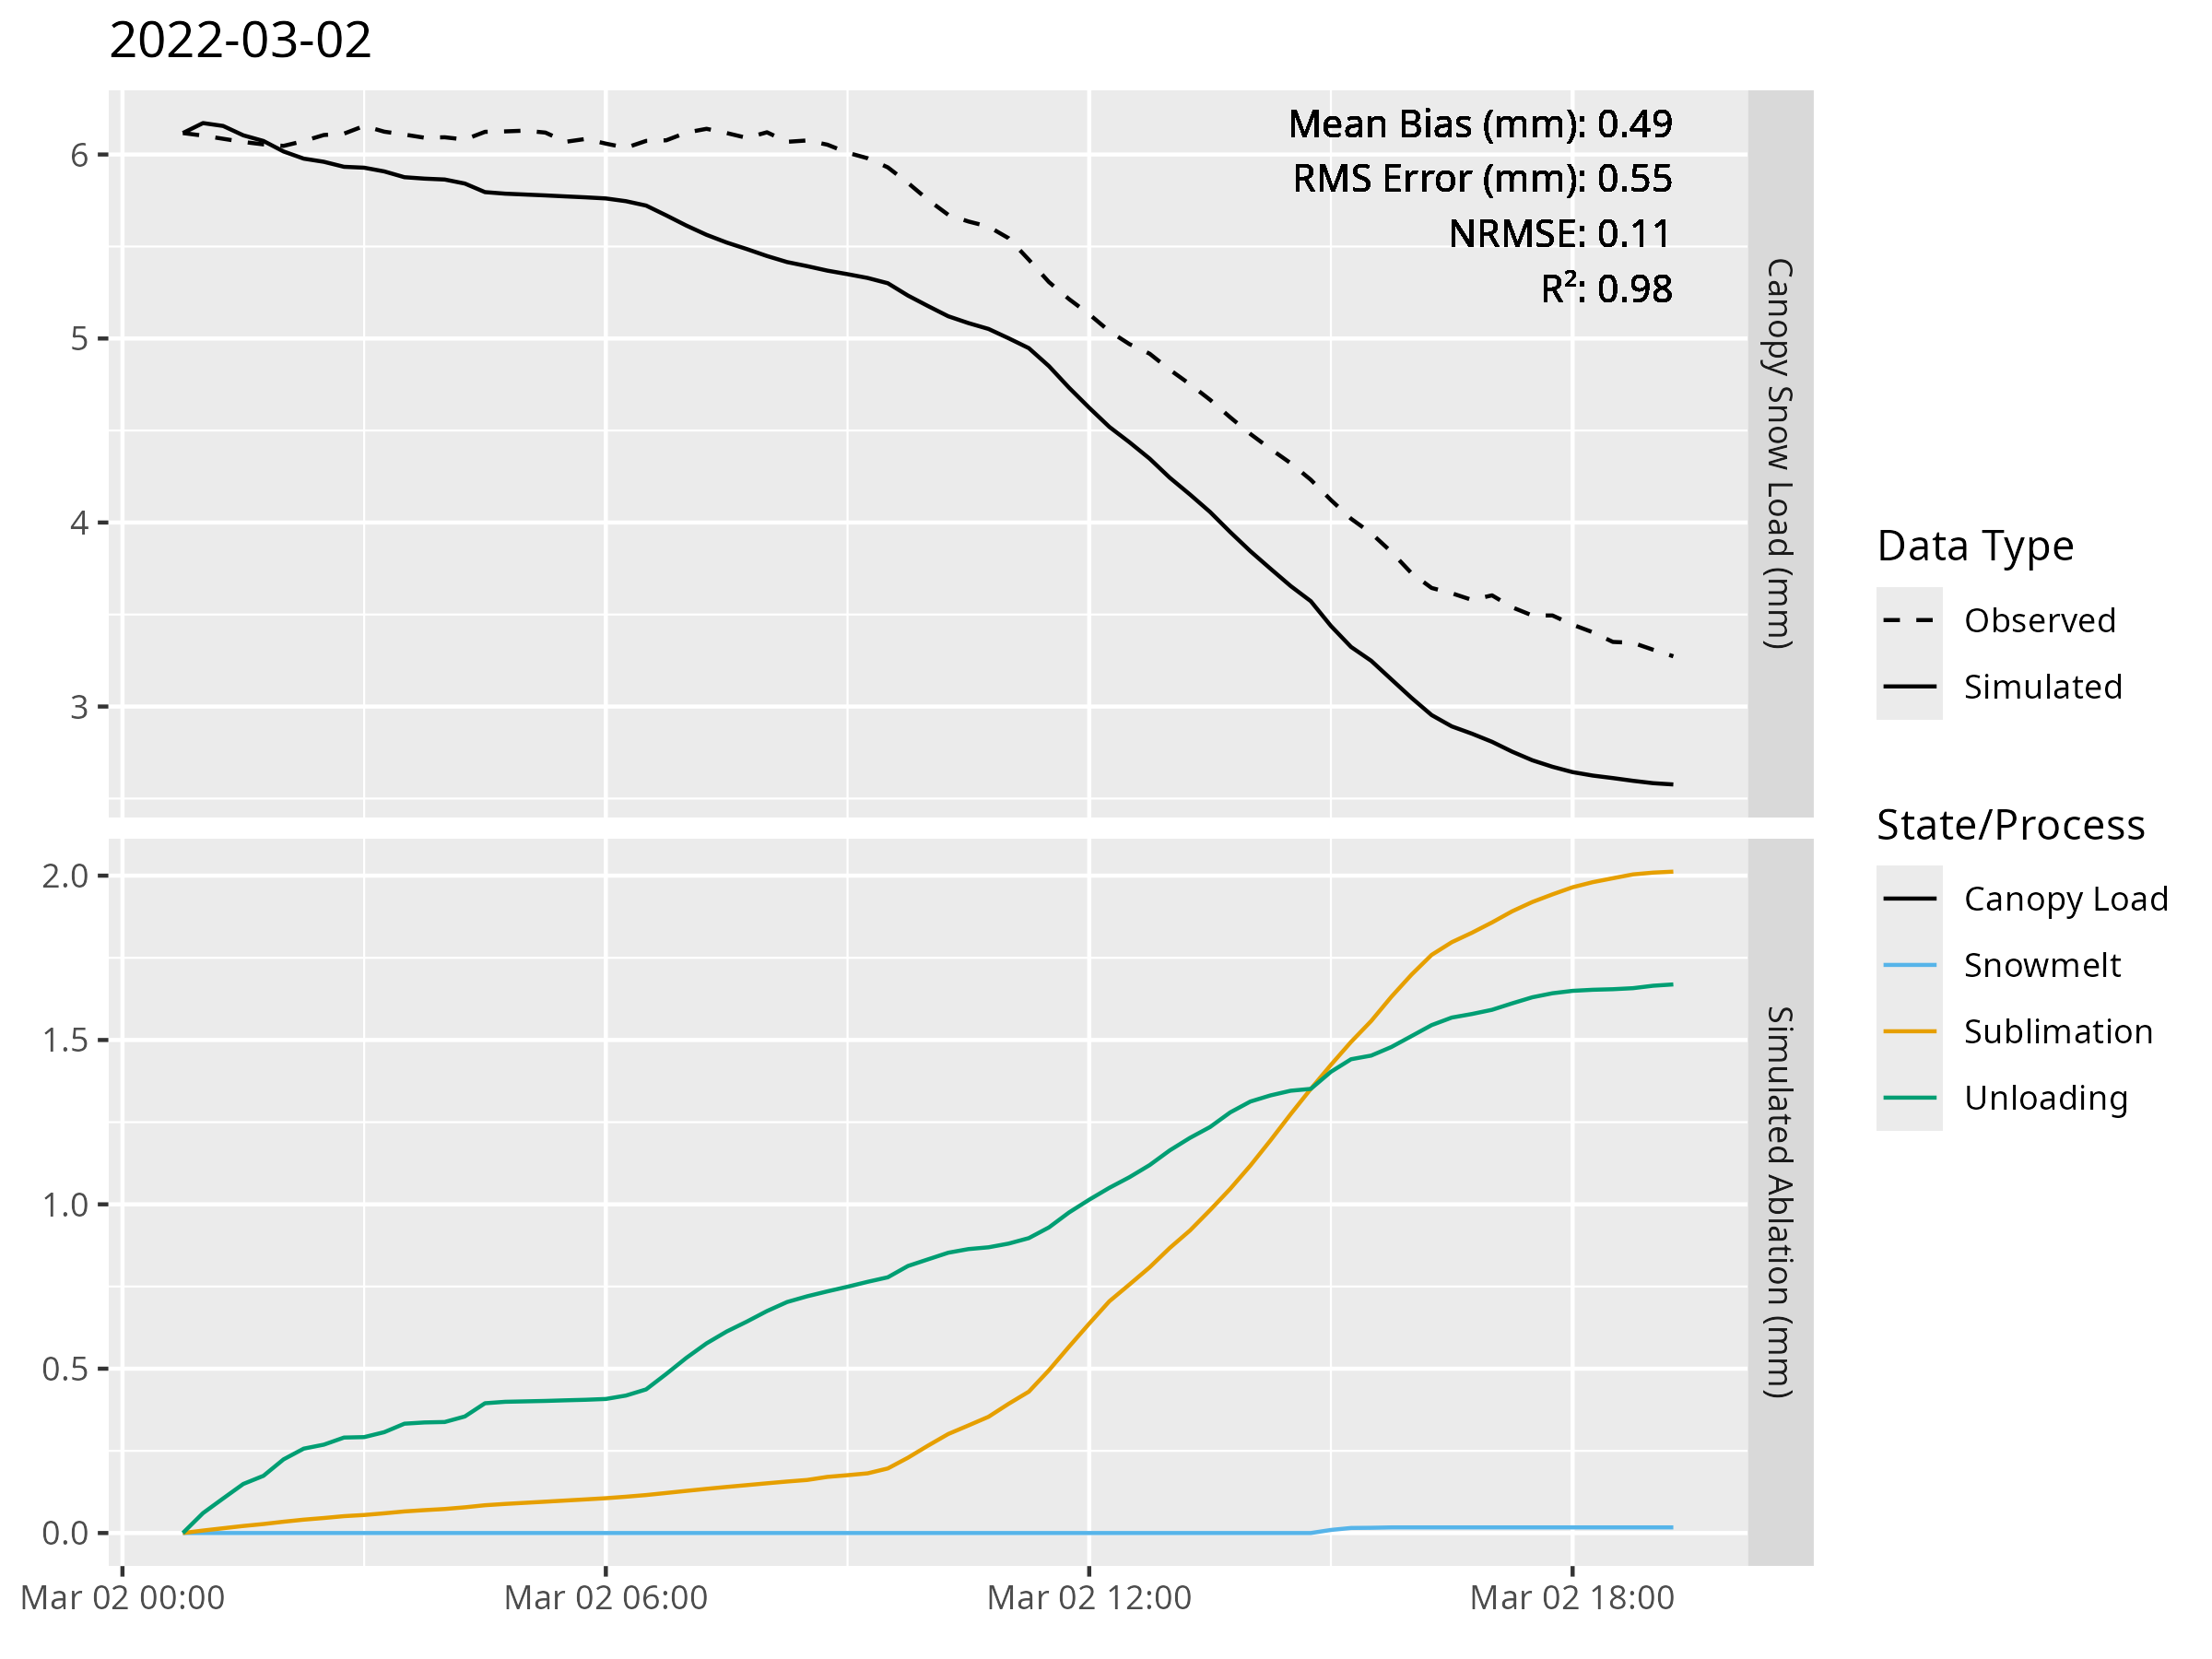 2022-03-02
Mean Bias (mm): 0.49
RMS Error (mm): 0.55
NRMSE: 0.11
R²: 0.98
6
5
4
3
Canopy Snow Load (mm)
2.0
1.5
1.0
0.5
0.0
Simulated Ablation (mm)
Mar 02 00:00
Mar 02 06:00
Mar 02 12:00
Mar 02 18:00
Data Type
Observed
Simulated
State/Process
Canopy Load
Snowmelt
Sublimation
Unloading